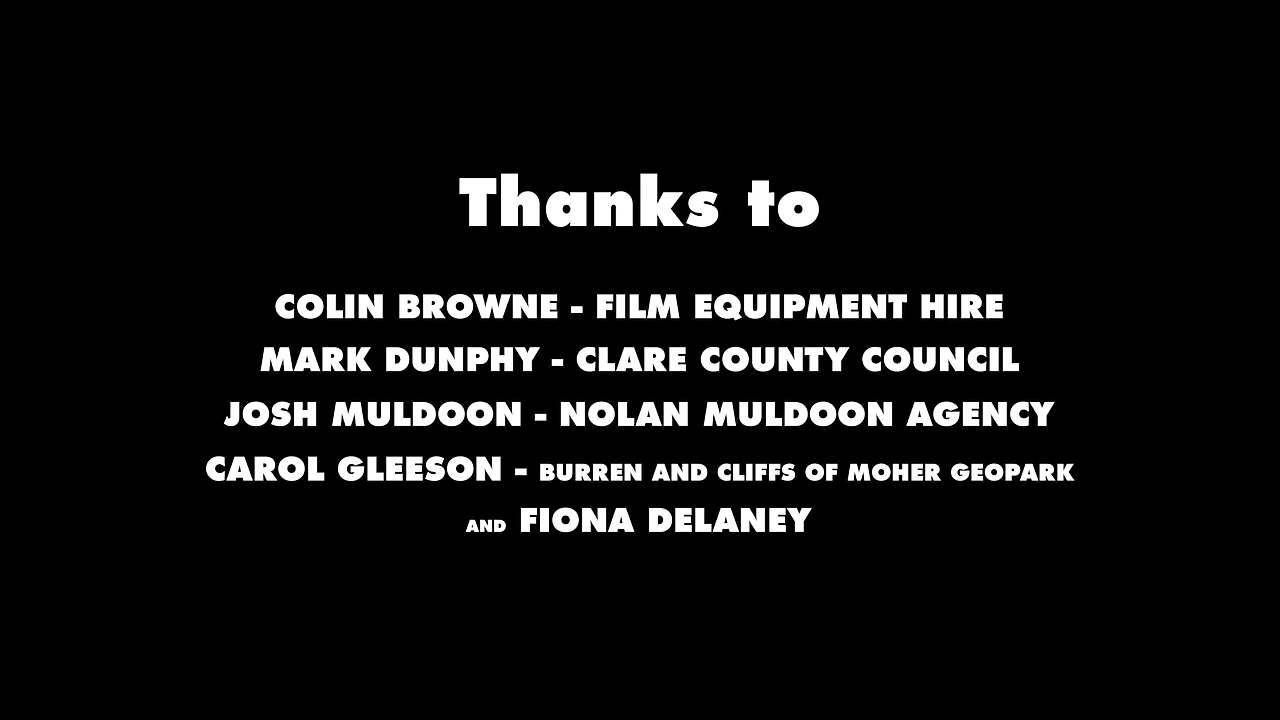 Thanks to
COLIN BROWNE - FILM EQUIPMENT HIRE
MARK DUNPHY - CLARE COUNTY COUNCIL
JOSH MULDOON - NOLAN MULDOON AGENCY
CAROL GLEESON - BURREN AND CLIFFS OF MOHER GEOPARK
AND FIONA DELANEY